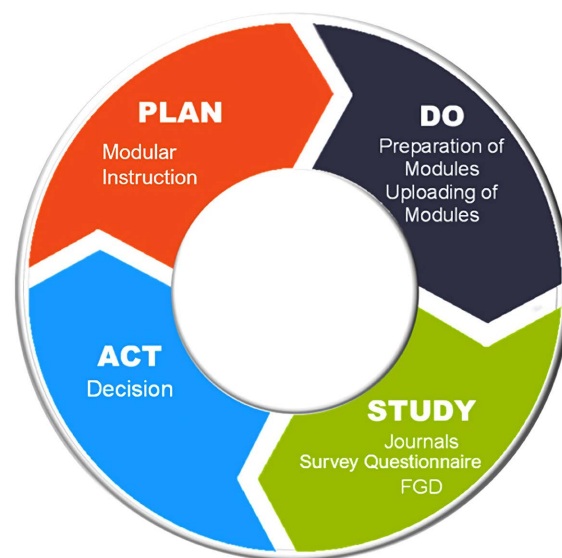 PLAN
Modular
Instruction
DO
Preparation of
Modules
Uploading of
Modules
STUDY
Journals
Survey Questionnaire
FGD
ACT
Decision